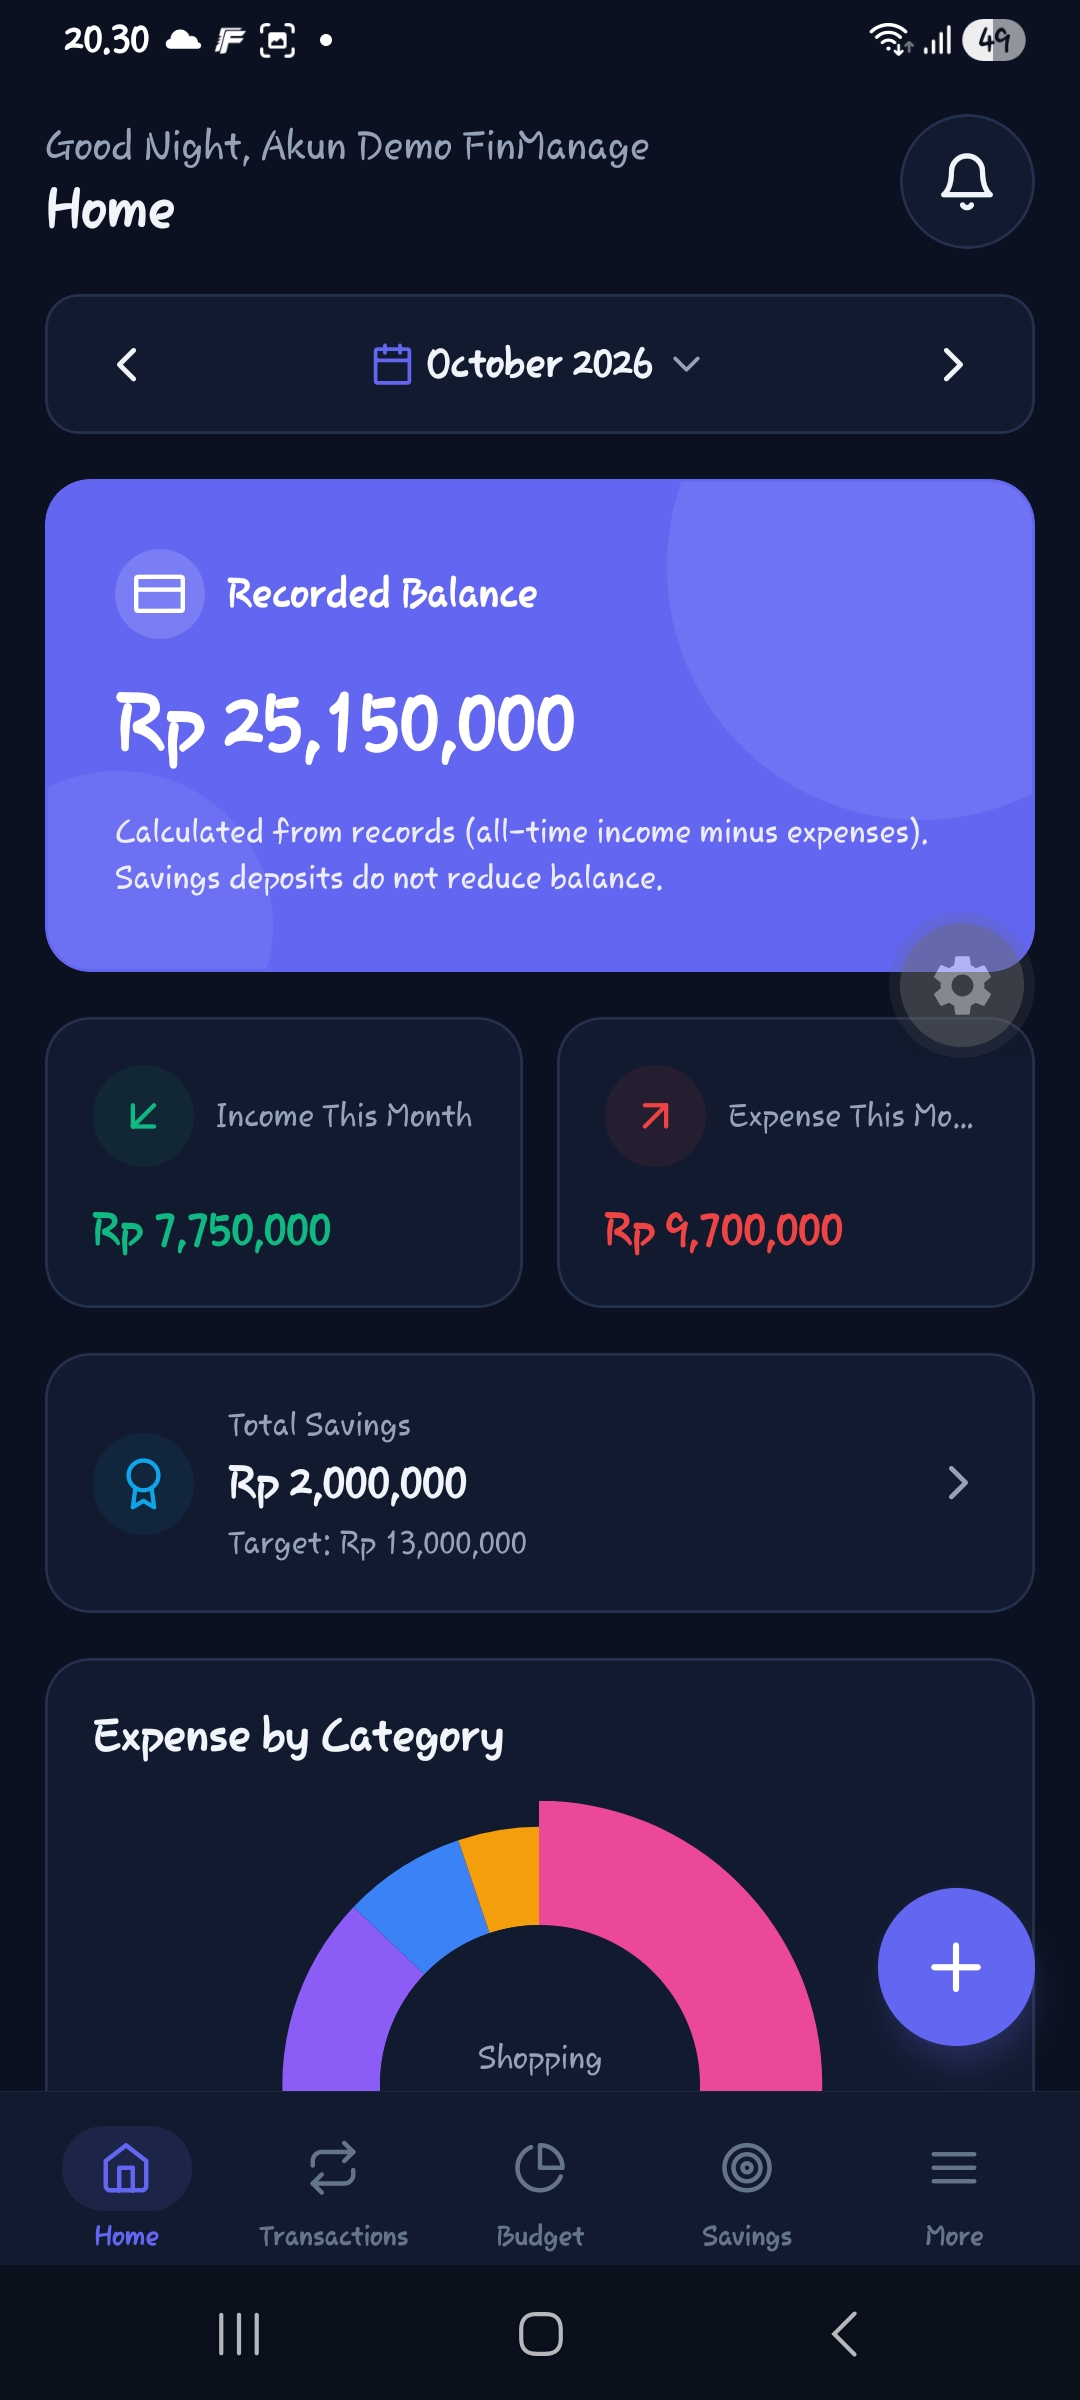 20.30
49
Good Night, Akun Demo FinManage
Home
October 2026
Recorded Balance
Rp 25,150,000
Calculated from records (all-time income minus expenses).
Savings deposits do not reduce balance.
Income This Month
Rp 7,750,000
Expense This Mo...
Rp 9,700,000
Total Savings
Rp 2,000,000
Target: Rp 13,000,000
Expense by Category
Shopping
Home
Transactions
Budget
Savings
More